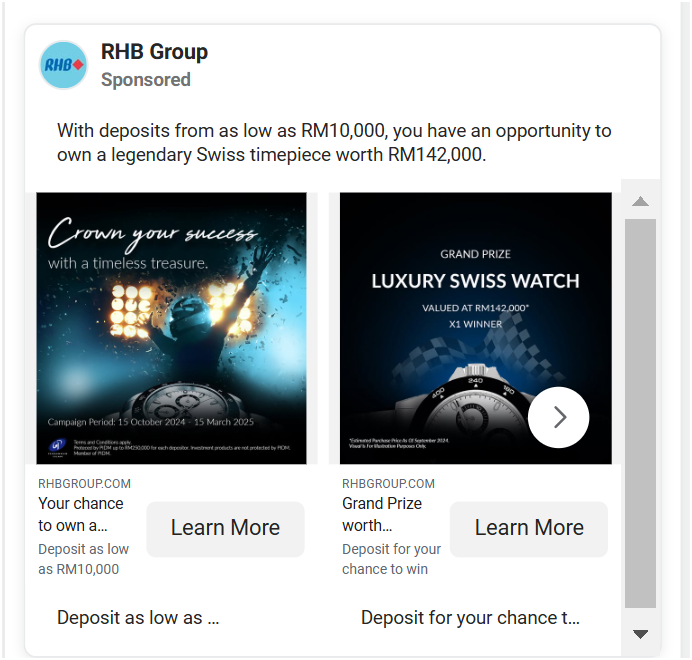 RHB
RHB Group
Sponsored
With deposits from as low as RM10,000, you have an opportunity to
own a legendary Swiss timepiece worth RM142,000.
Crown your success
with a timeless treasure.
Campaign Period: 15 October 2024 - 15 March 2025
Terms and Conditions apply.
Protected by PIDM up to RM250,000 for each depositor. Investment products are not protected by PIDM.
Member of PIDM.
GRAND PRIZE
LUXURY SWISS WATCH
VALUED AT RM142,000*
X1 WINNER
400
240
180
*Estimated Purchase Price As Of September 2024.
Visual Is For Illustration Purposes Only.
RHBGROUP.COM
Your chance
to own a...
Deposit as low
as RM10,000
Learn More
RHBGROUP.COM
Grand Prize
worth...
Deposit for your
chance to win
Learn More
Deposit as low as ...
Deposit for your chance t...